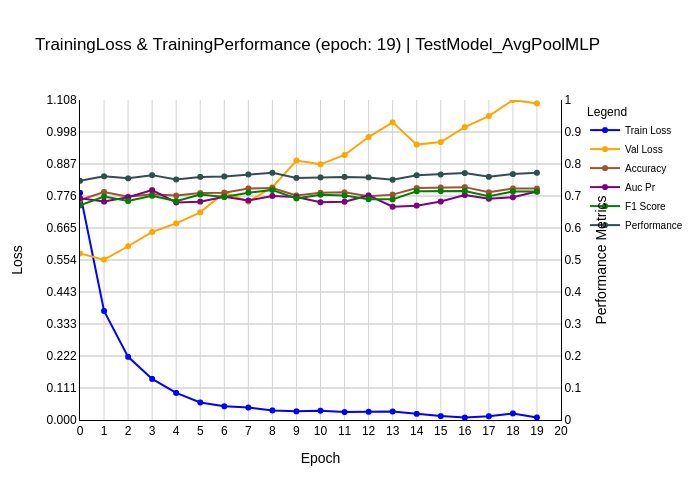 TrainingLoss & TrainingPerformance (epoch: 19) | TestModel_AvgPoolMLP
1.108
0.998
0.887
0.776
0.665
0.554
0.443
0.333
0.222
0.111
0.000
Loss
0 1 2 3 4 5 6 7 8 9 10 11 12 13 14 15 16 17 18 19 20
Epoch
1
0.9
0.8
0.7
0.6
0.5
0.4
0.3
0.2
0.1
0
Performance Metrics
Legend
Train Loss
Val Loss
Accuracy
Auc Pr
F1 Score
Performance